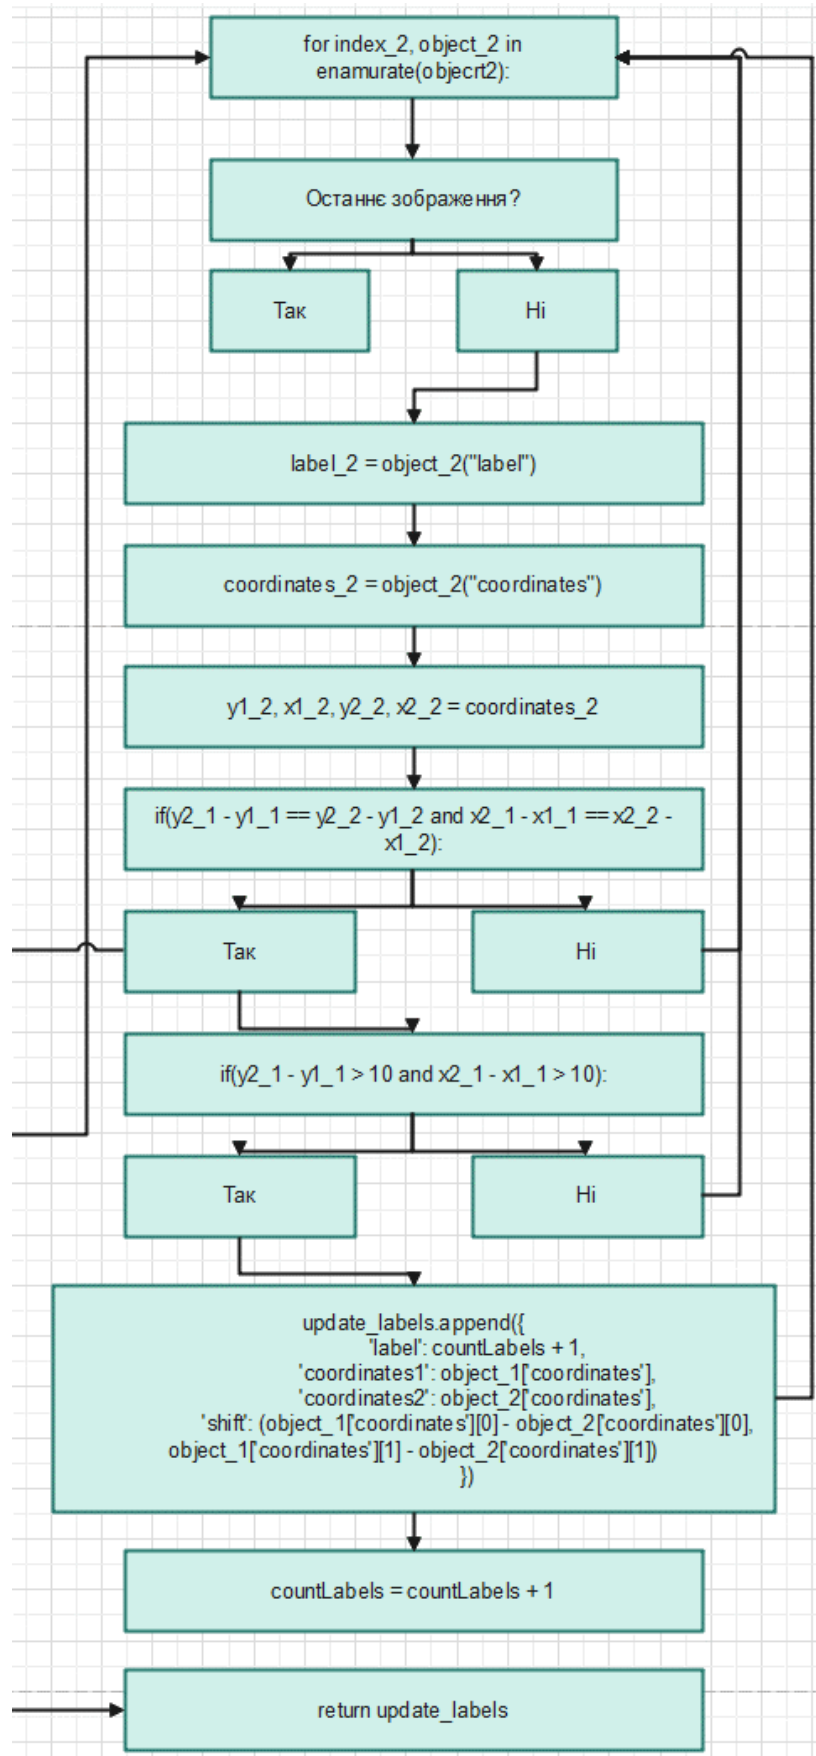 for index_2, object_2 in
enamurate(objecrt2):
Останнє зображення?
Так
Ні
label_2 = object_2("label")
coordinates_2 = object_2("coordinates")
y1_2, x1_2, y2_2, x2_2 = coordinates_2
if(y2_1 - y1_1 == y2_2 - y1_2 and x2_1 - x1_1 == x2_2 -
x1_2):
Так
Ні
if(y2_1 - y1_1 > 10 and x2_1 - x1_1 > 10):
Так
Ні
update_labels.append({
'label': countLabels + 1,
'coordinates1': object_1['coordinates'],
'coordinates2': object_2['coordinates'],
'shift': (object_1['coordinates'][0] - object_2['coordinates'][0],
object_1['coordinates'][1] - object_2['coordinates'][1])
})
countLabels = countLabels + 1
return update_labels